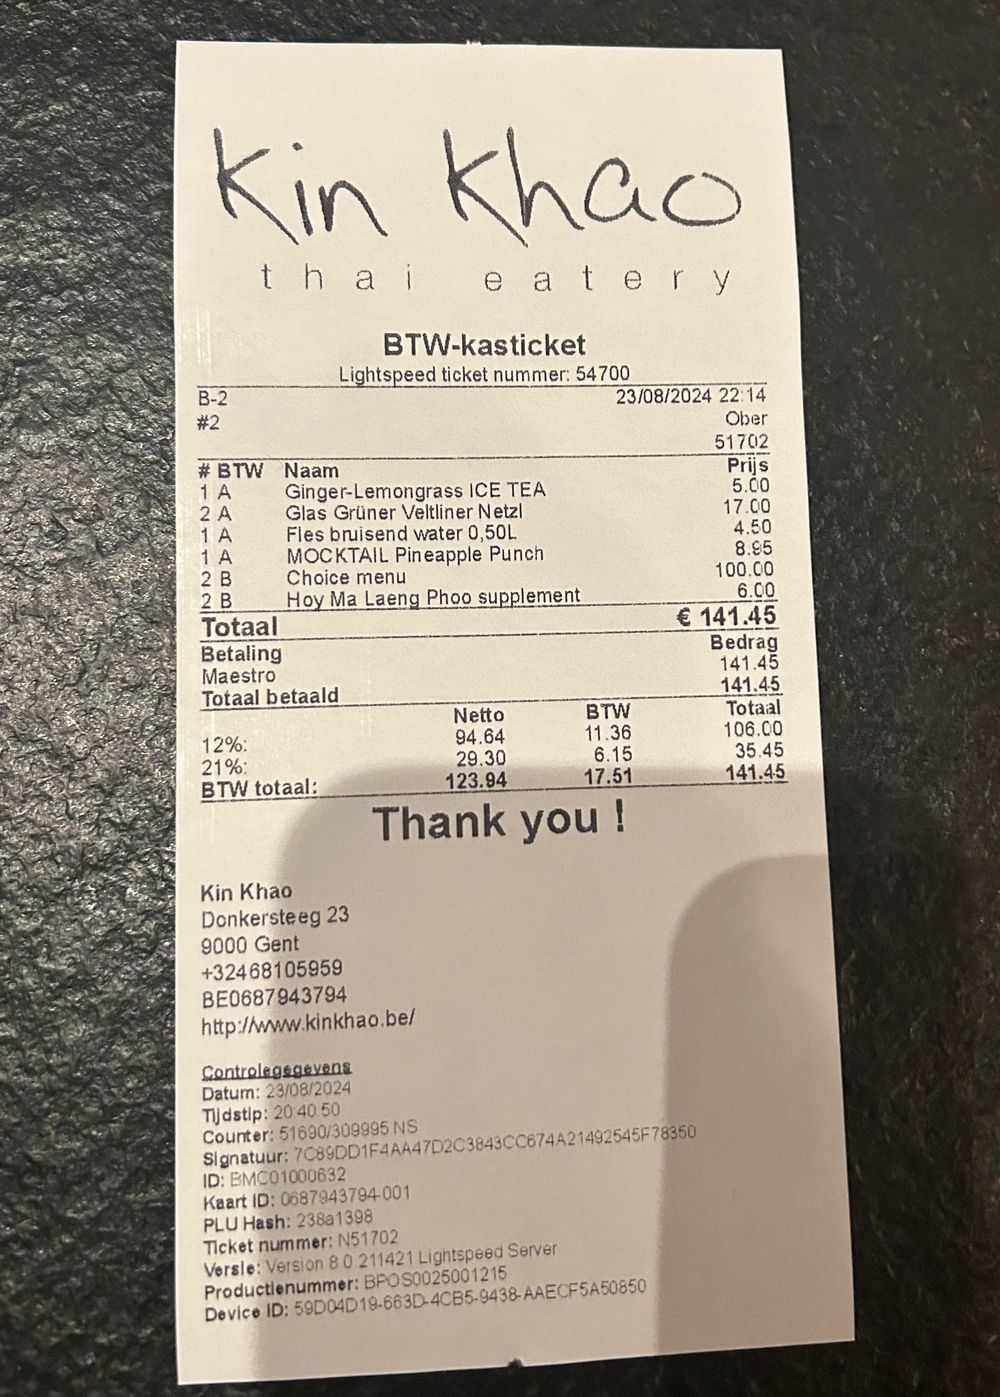 Kin Khao
thai eatery
BTW-kasticket
Lightspeed ticket nummer: 54700
B-2 23/08/2024 22:14
#2 Ober
51702
# BTW Naam Prijs
1 A Ginger-Lemongrass ICE TEA 5.00
2 A Glas Grüner Veltliner Netzl 17.00
1 A Fles bruisend water 0,50L 4.50
1 A MOCKTAIL Pineapple Punch 8.95
2 B Choice menu 100.00
2 B Hoy Ma Laeng Phoo supplement 6.00
Totaal € 141.45
Betaling Bedrag
Maestro 141.45
Totaal betaald 141.45
Netto BTW Totaal
12%: 94.64 11.36 106.00
21%: 29.30 6.15 35.45
BTW totaal: 123.94 17.51 141.45
Thank you !
Kin Khao
Donkersteeg 23
9000 Gent
+32468105959
BE0687943794
http://www.kinkhao.be/
Controlegegevens
Datum: 23/08/2024
Tijdstip: 20:40:50
Counter: 51690/309995 NS
Signatuur: 7C89DD1F4AA47D2C3843CC674A21492545F78350
ID: BMC01000632
Kaart ID: 0687943794-001
PLU Hash: 238a1398
Ticket nummer: N51702
Versie: Version 8.0.211421 Lightspeed Server
Productienummer: BPOS0025001215
Device ID: 59D04D19-663D-4CB5-9438-AAECF5A50850